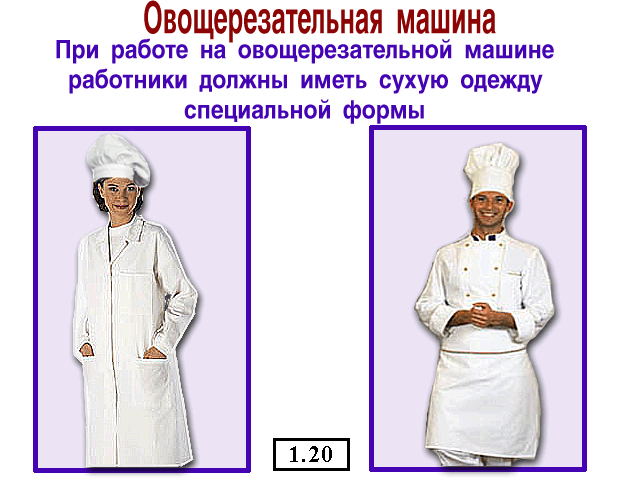 Овощерезательная машина
При работе на овощерезательной машине
работники должны иметь сухую одежду
специальной формы
1.20